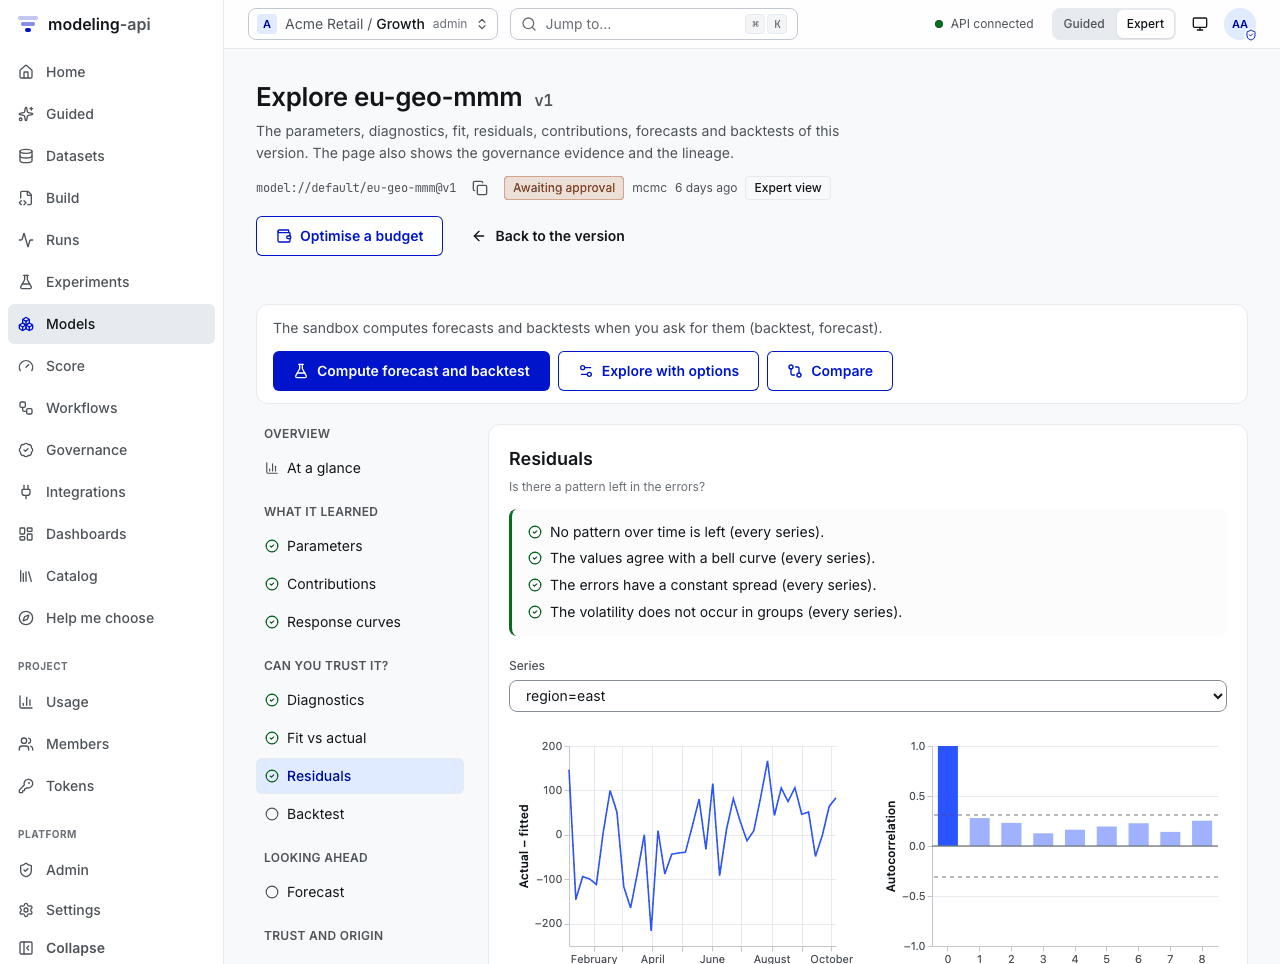 modeling-api
A Acme Retail / Growth admin
Jump to...
⌘ K
API connected
Guided
Expert
AA
Home
Guided
Datasets
Build
Runs
Experiments
Models
Score
Workflows
Governance
Integrations
Dashboards
Catalog
Help me choose
PROJECT
Usage
Members
Tokens
PLATFORM
Admin
Settings
Collapse
Explore eu-geo-mmm v1
The parameters, diagnostics, fit, residuals, contributions, forecasts and backtests of this
version. The page also shows the governance evidence and the lineage.
model://default/eu-geo-mmm@v1
Awaiting approval
mcmc
6 days ago
Expert view
Optimise a budget
Back to the version
The sandbox computes forecasts and backtests when you ask for them (backtest, forecast).
Compute forecast and backtest
Explore with options
Compare
OVERVIEW
At a glance
WHAT IT LEARNED
Parameters
Contributions
Response curves
CAN YOU TRUST IT?
Diagnostics
Fit vs actual
Residuals
Backtest
LOOKING AHEAD
Forecast
TRUST AND ORIGIN
Residuals
Is there a pattern left in the errors?
No pattern over time is left (every series).
The values agree with a bell curve (every series).
The errors have a constant spread (every series).
The volatility does not occur in groups (every series).
Series
region=east
Actual – fitted
200
100
0
−100
−200
February April June August October
Autocorrelation
1.0
0.5
0.0
−0.5
−1.0
0 1 2 3 4 5 6 7 8